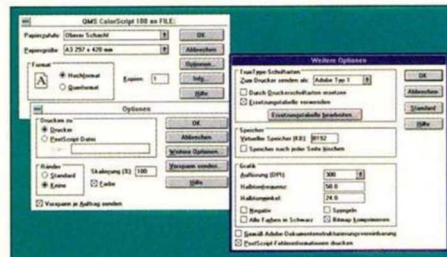 QMS ColorScript 100 an FILE:
Papierzufuhr: Oberer Schacht
Papiergröße: A3 297 x 420 mm
Format
Hochformat
Querformat
A
Kopien: 1
OK
Abbrechen
Optionen...
Info...
Hilfe
Optionen
Drucken zu
Drucker
PostScript Datei
Ränder
Standard
Keine
Skalierung (%) 100
Farbe
Vorspann je Auftrag senden
OK
Abbrechen
Weitere Optionen...
Vorspann senden...
Hilfe
Weitere Optionen
TrueType Schriftarten
Zum Drucker senden als: Adobe Typ 1
Durch Druckerschriftarten ersetzen
Ersetzungstabelle verwenden
Ersetzungstabelle bearbeiten...
Speicher
Virtueller Speicher (KB): 8192
Speicher nach jeder Seite löschen
Grafik
Auflösung (DPI): 300
Halbtonfrequenz: 50.0
Halbtonwinkel: 24.0
Negativ
Spiegeln
Alle Farben in Schwarz
Bitmap komprimieren
Gemäß Adobe-Dokumentstrukturierungsvereinbarung
PostScript-Fehlerinformationen drucken
OK
Abbrechen
Standard
Hilfe